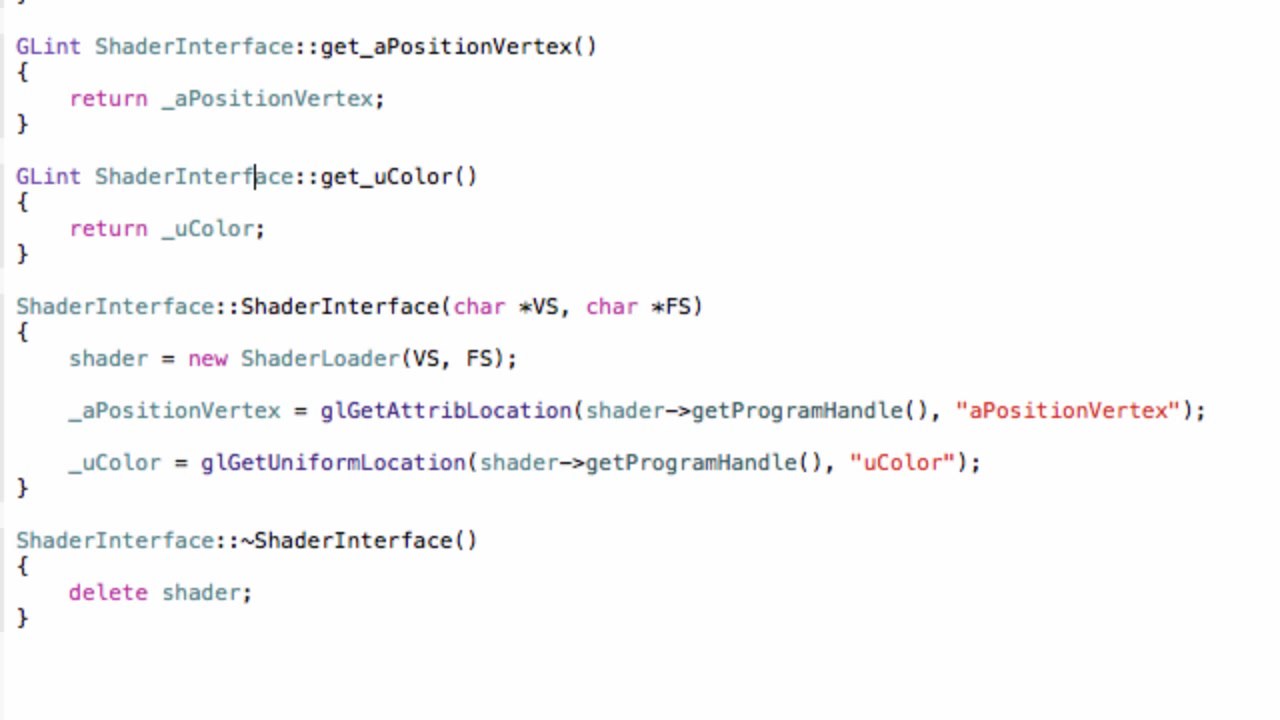 }
GLint ShaderInterface::get_aPositionVertex()
{
    return _aPositionVertex;
}
GLint ShaderInterface::get_uColor()
{
    return _uColor;
}
ShaderInterface::ShaderInterface(char *VS, char *FS)
{
    shader = new ShaderLoader(VS, FS);
    _aPositionVertex = glGetAttribLocation(shader->getProgramHandle(), "aPositionVertex");
    _uColor = glGetUniformLocation(shader->getProgramHandle(), "uColor");
}
ShaderInterface::~ShaderInterface()
{
    delete shader;
}